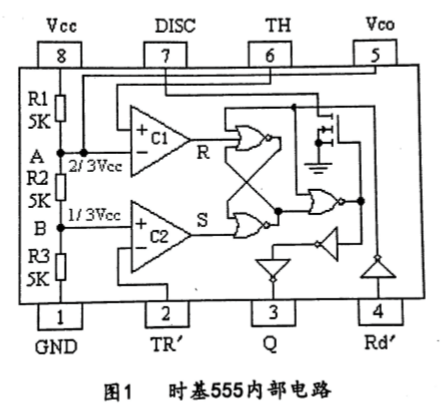 Vcc DISC TH Vco
8 7 6 5
R1
5K
+
−
C1
R
A
2/3Vcc
R2
5K
1/3Vcc
B
+
−
C2
S
R3
5K
1 2 3 4
GND TR′ Q Rd′
图1 时基555内部电路